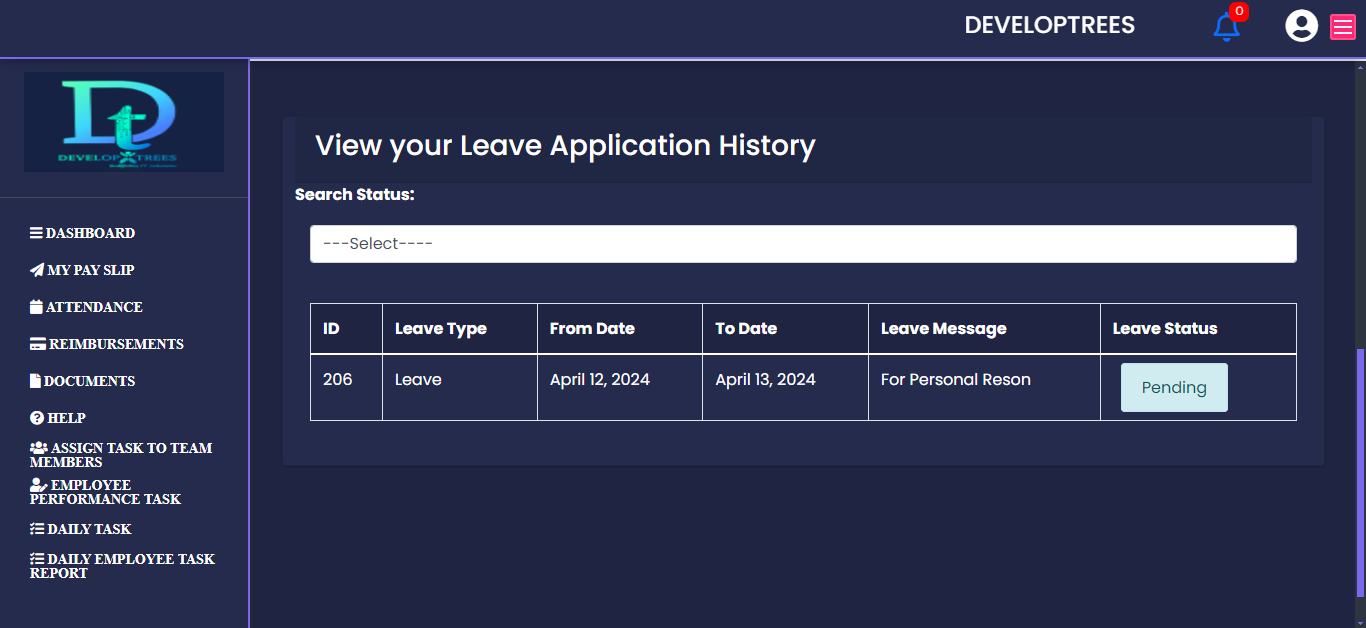 DEVELOPTREES
0
Dt
DEVELOP TREES
DASHBOARD
MY PAY SLIP
ATTENDANCE
REIMBURSEMENTS
DOCUMENTS
HELP
ASSIGN TASK TO TEAM
MEMBERS
EMPLOYEE
PERFORMANCE TASK
DAILY TASK
DAILY EMPLOYEE TASK
REPORT
View your Leave Application History
Search Status:
---Select----
ID Leave Type From Date To Date Leave Message Leave Status
206 Leave April 12, 2024 April 13, 2024 For Personal Reson Pending